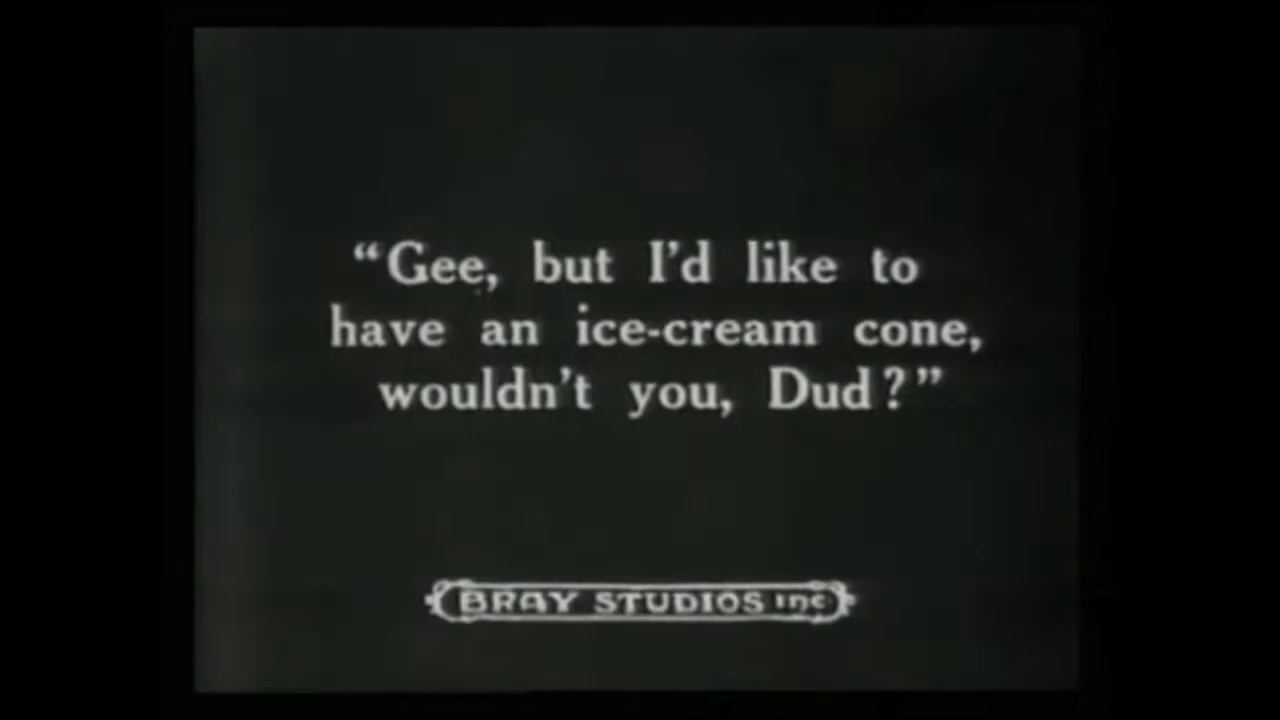 “Gee, but I’d like to
have an ice-cream cone,
wouldn’t you, Dud?”
BRAY STUDIOS Inc